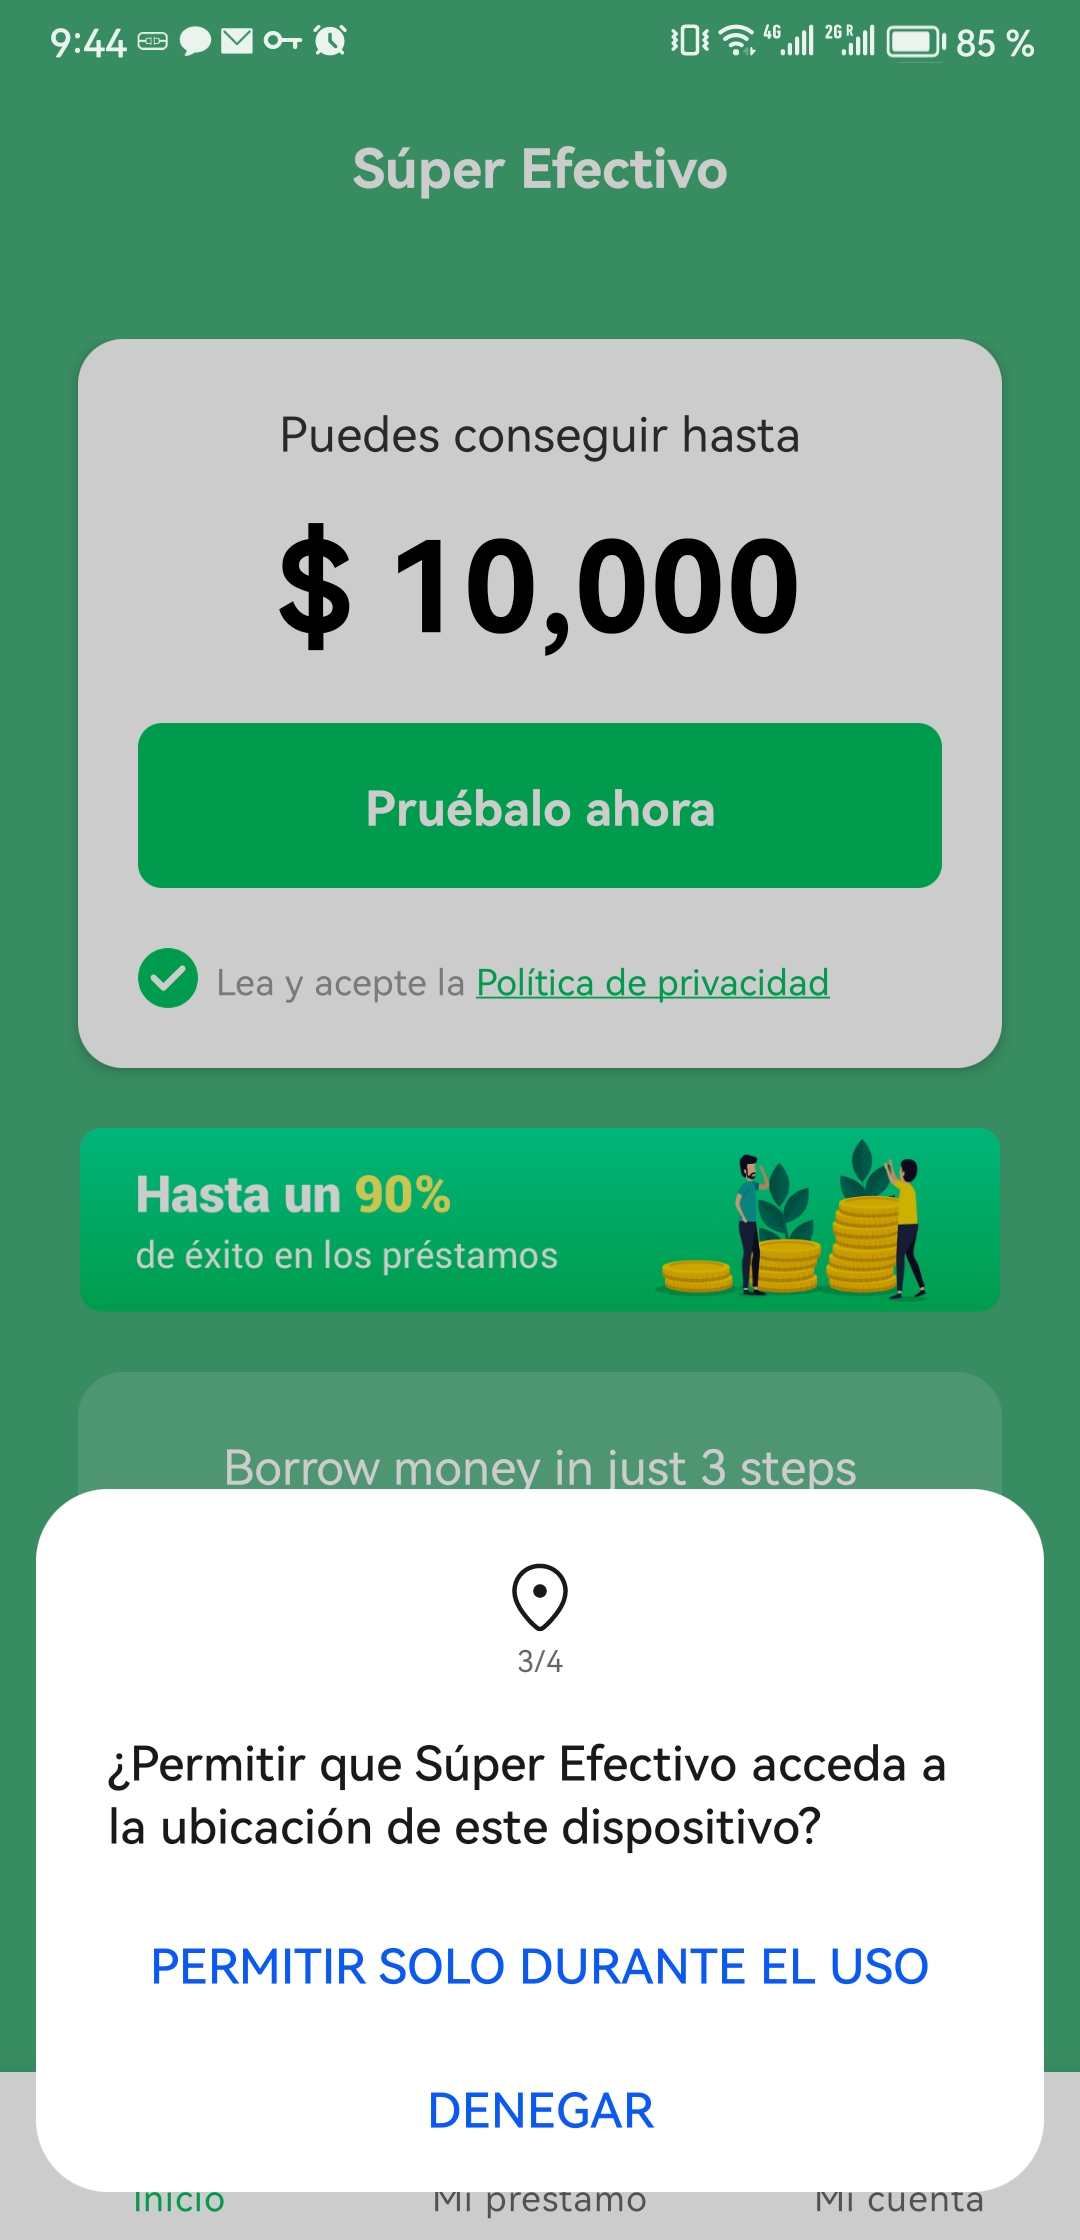 9:44
4G
2G R
85 %
Súper Efectivo
Puedes conseguir hasta
$ 10,000
Pruébalo ahora
Lea y acepte la Política de privacidad
Hasta un 90%
de éxito en los préstamos
Borrow money in just 3 steps
3/4
¿Permitir que Súper Efectivo acceda a
la ubicación de este dispositivo?
PERMITIR SOLO DURANTE EL USO
DENEGAR
Inicio
Mi préstamo
Mi cuenta